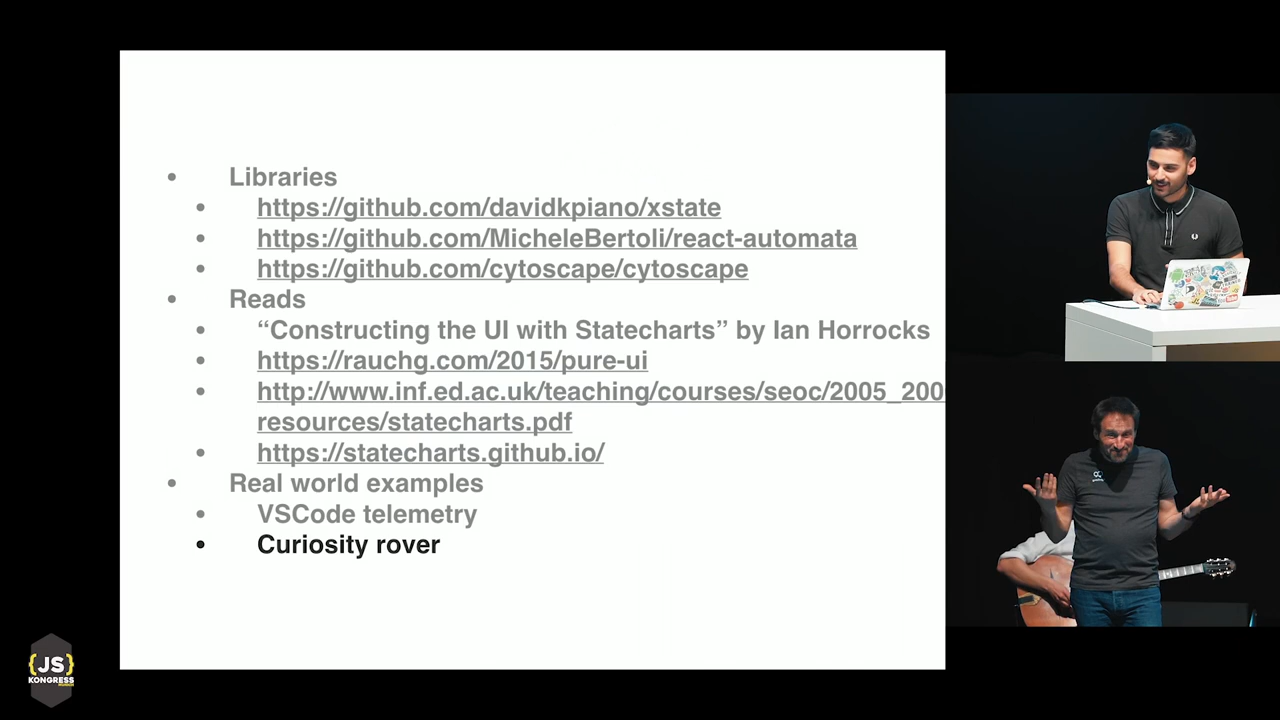 • Libraries
• https://github.com/davidkpiano/xstate
• https://github.com/MicheleBertoli/react-automata
• https://github.com/cytoscape/cytoscape
• Reads
• “Constructing the UI with Statecharts” by Ian Horrocks
• https://rauchg.com/2015/pure-ui
• http://www.inf.ed.ac.uk/teaching/courses/seoc/2005_200
resources/statecharts.pdf
• https://statecharts.github.io/
• Real world examples
• VSCode telemetry
• Curiosity rover
{JS}
KONGRESS